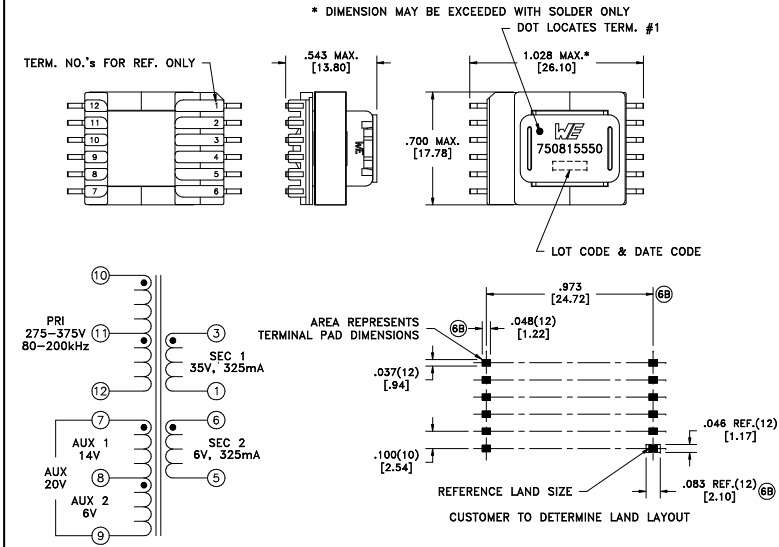 * DIMENSION MAY BE EXCEEDED WITH SOLDER ONLY
DOT LOCATES TERM. #1
TERM. NO.'s FOR REF. ONLY
.543 MAX.
[13.80]
1.028 MAX.*
[26.10]
12
11
10
9
8
7
1
2
3
4
5
6
WE
.700 MAX.
[17.78]
WE
750815550
LOT CODE & DATE CODE
10
PRI
275-375V
80-200kHz
11
12
3
SEC 1
35V, 325mA
1
7
AUX 1
14V
8
AUX
20V
AUX 2
6V
9
6
SEC 2
6V, 325mA
5
.973
[24.72]
6B
AREA REPRESENTS
TERMINAL PAD DIMENSIONS
6B
.048(12)
[1.22]
.037(12)
[.94]
.100(10)
[2.54]
.046 REF.(12)
[1.17]
REFERENCE LAND SIZE
.083 REF.(12)
[2.10]
6B
CUSTOMER TO DETERMINE LAND LAYOUT